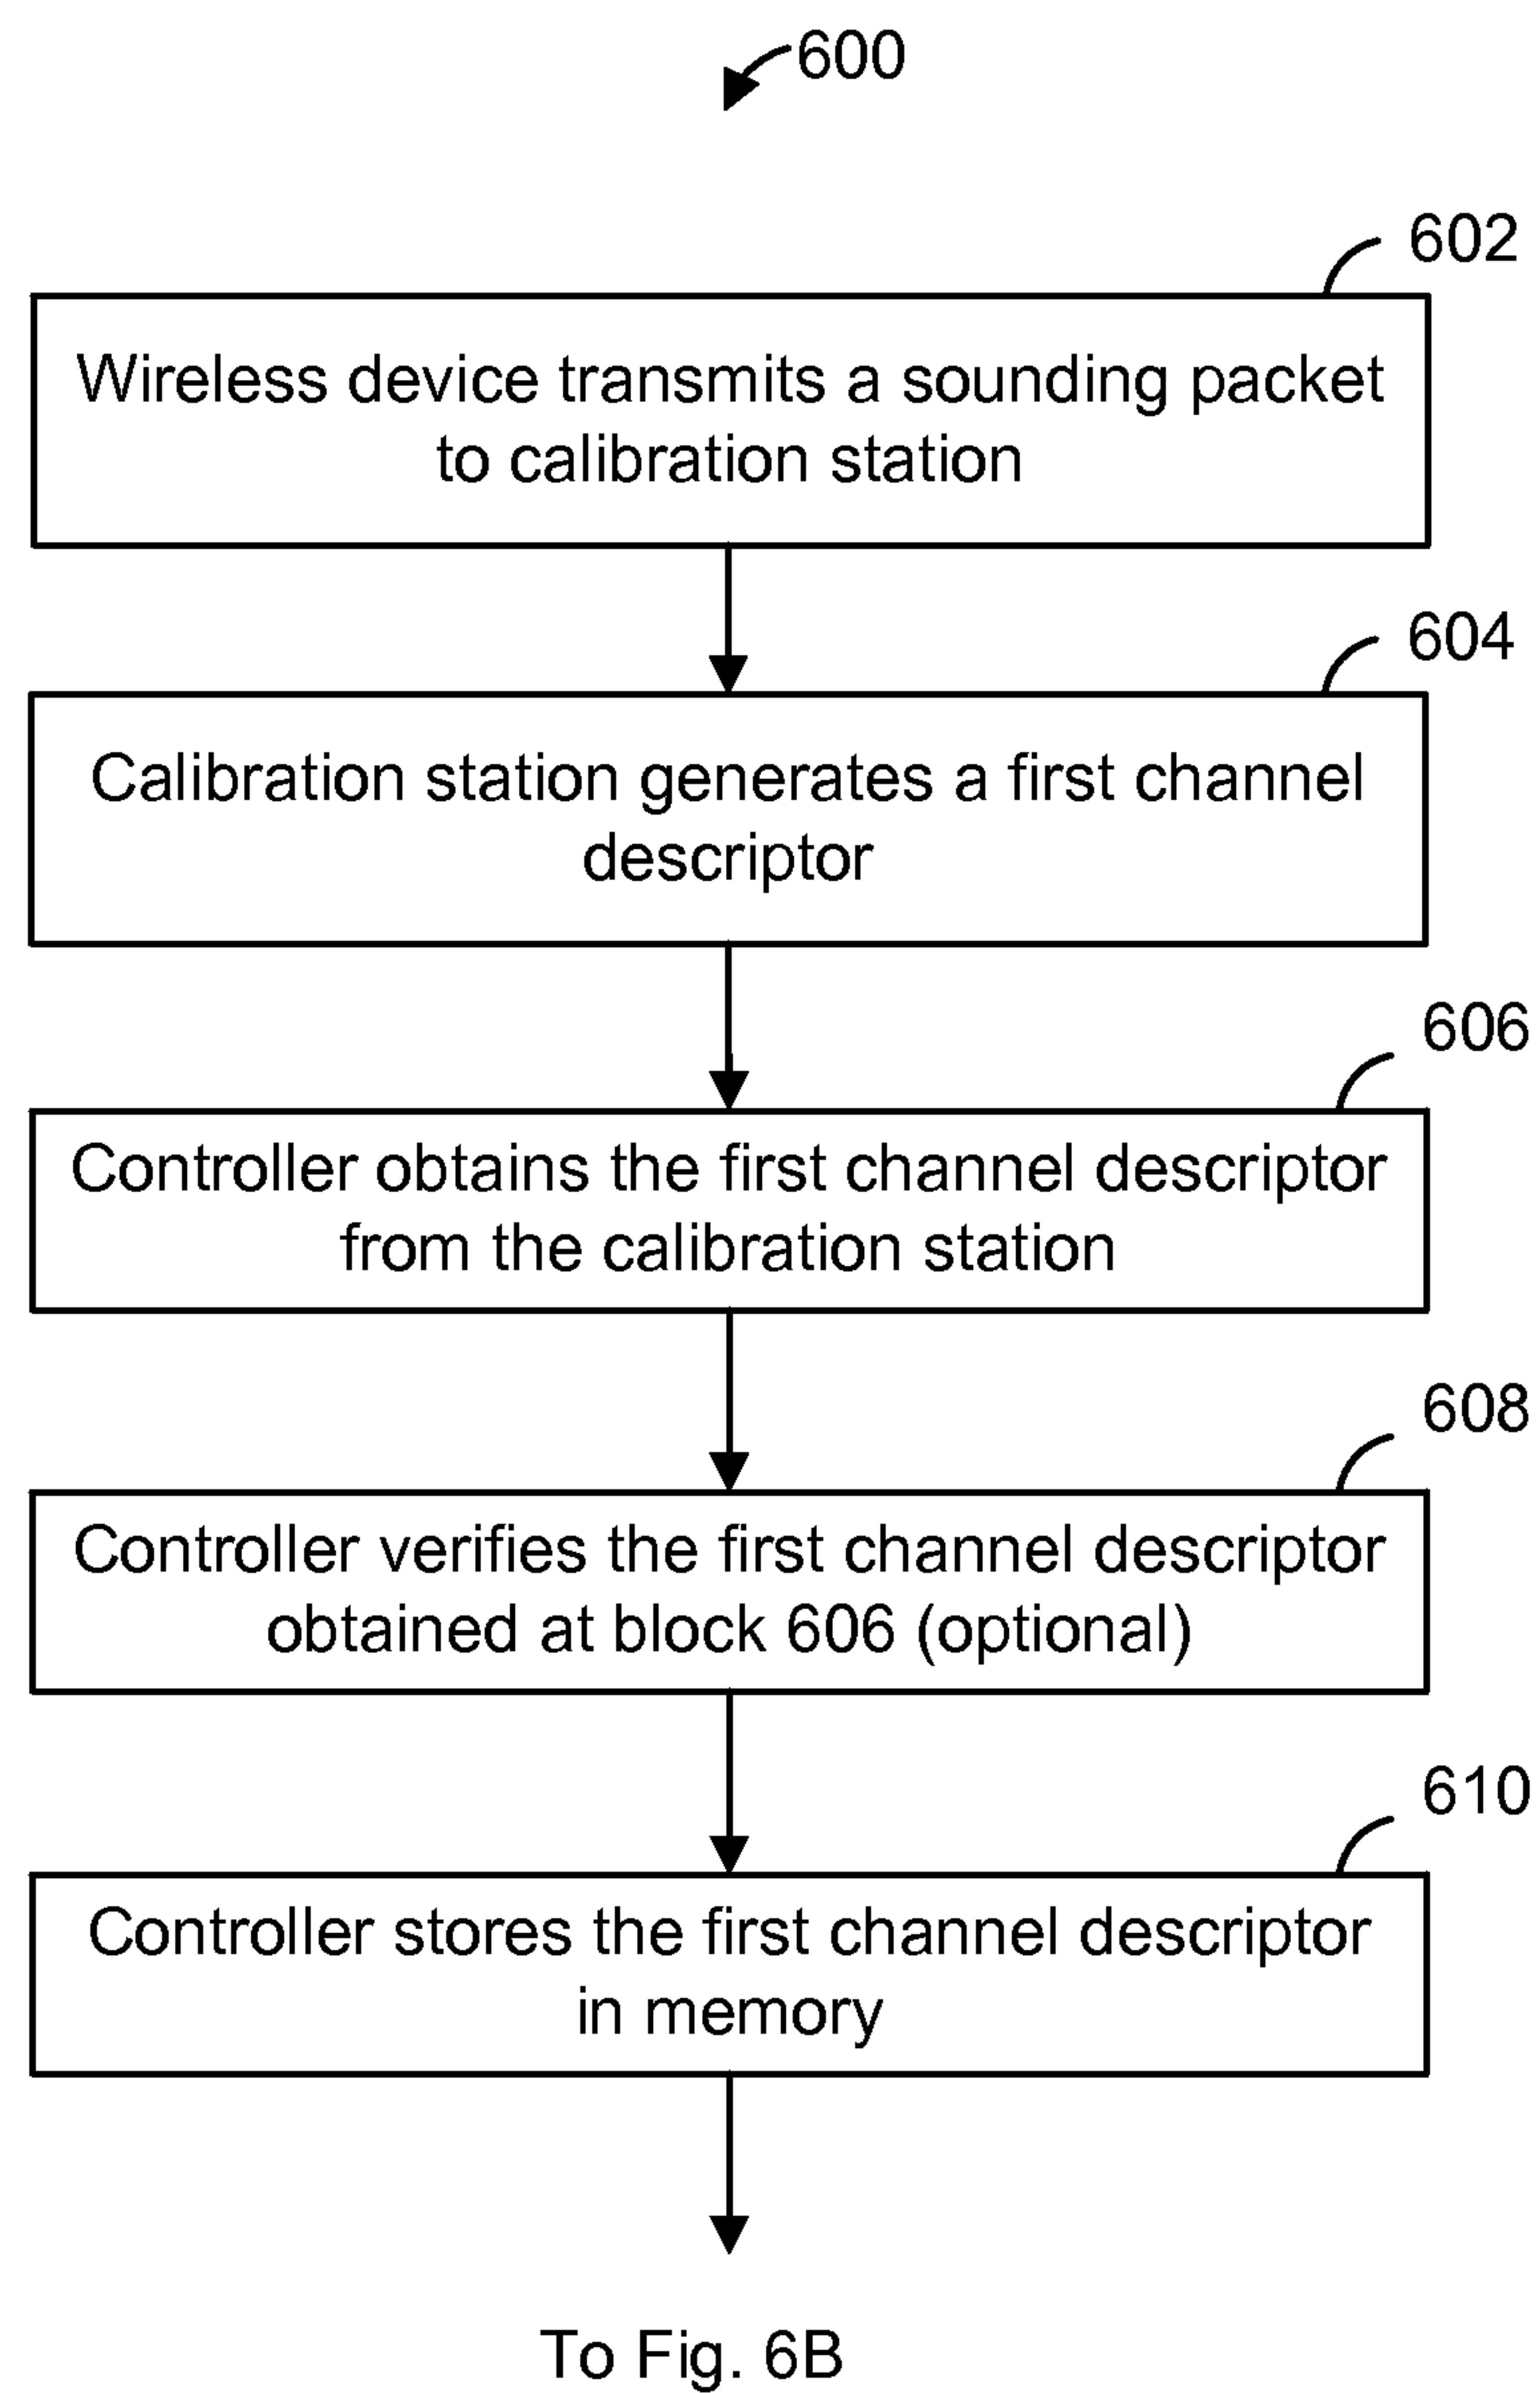 600
602
Wireless device transmits a sounding packet
to calibration station
604
Calibration station generates a first channel
descriptor
606
Controller obtains the first channel descriptor
from the calibration station
608
Controller verifies the first channel descriptor
obtained at block 606 (optional)
610
Controller stores the first channel descriptor
in memory
To Fig. 6B